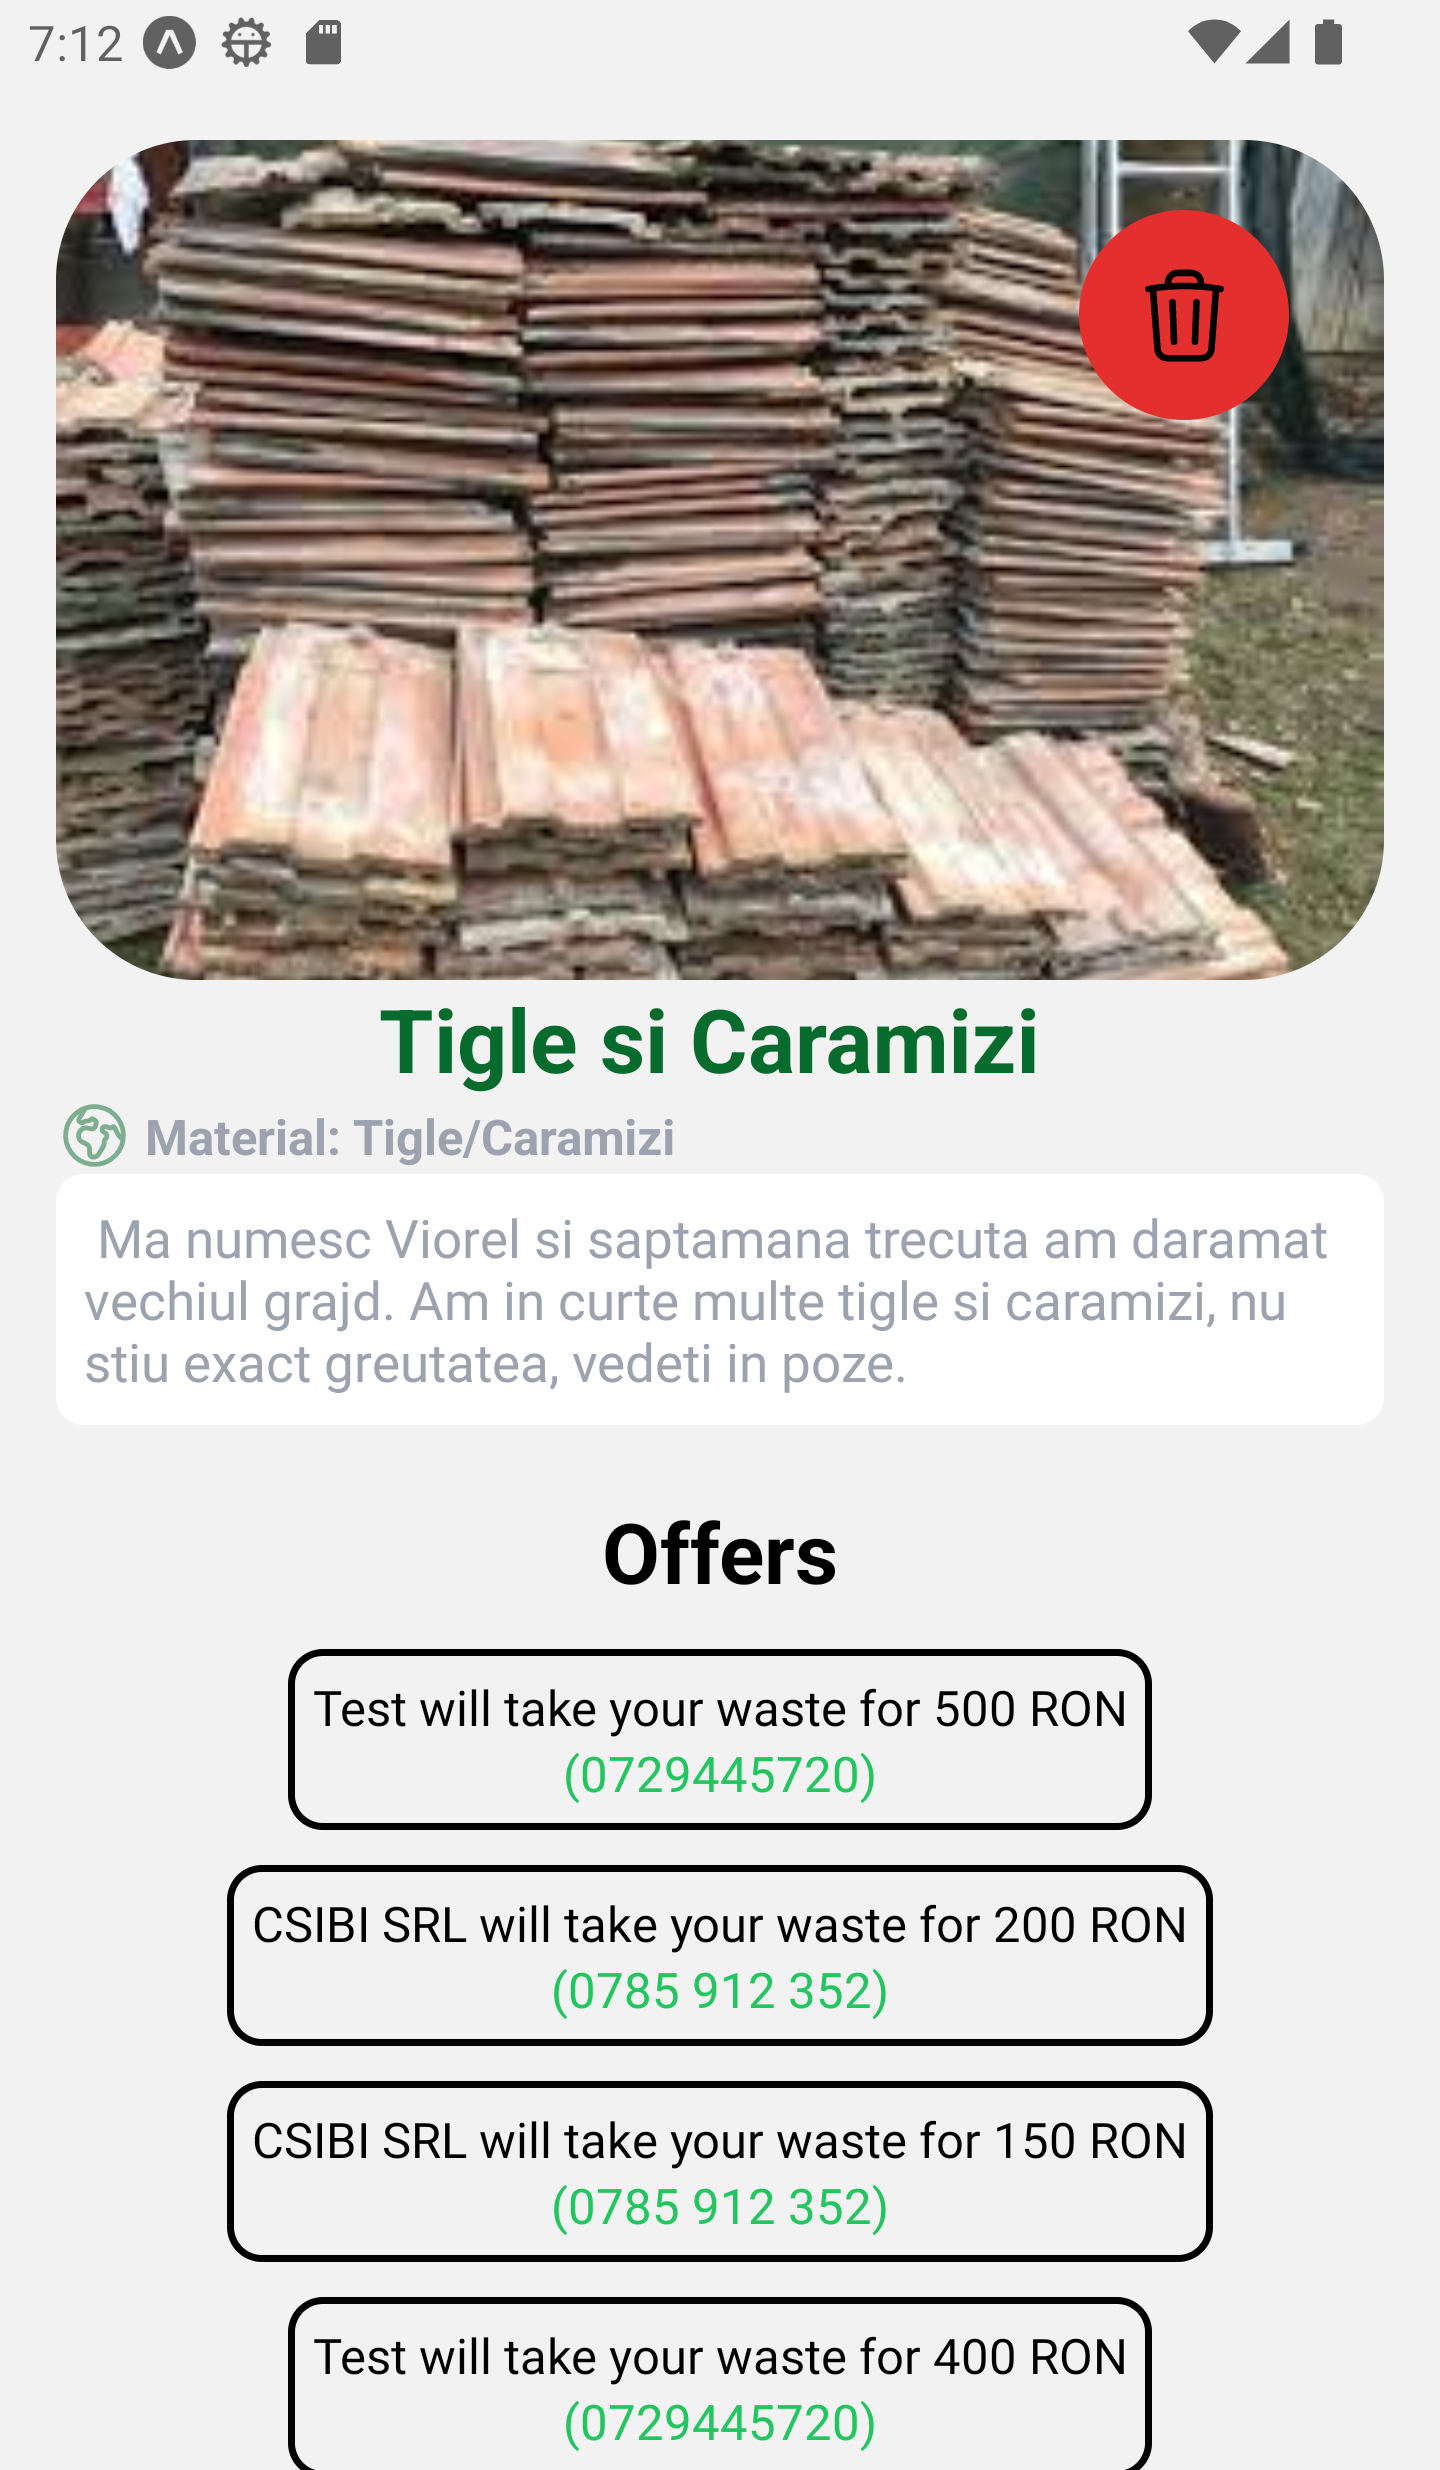 7:12
Tigle si Caramizi
Material: Tigle/Caramizi
Ma numesc Viorel si saptamana trecuta am daramat
vechiul grajd. Am in curte multe tigle si caramizi, nu
stiu exact greutatea, vedeti in poze.
Offers
Test will take your waste for 500 RON
(0729445720)
CSIBI SRL will take your waste for 200 RON
(0785 912 352)
CSIBI SRL will take your waste for 150 RON
(0785 912 352)
Test will take your waste for 400 RON
(0729445720)